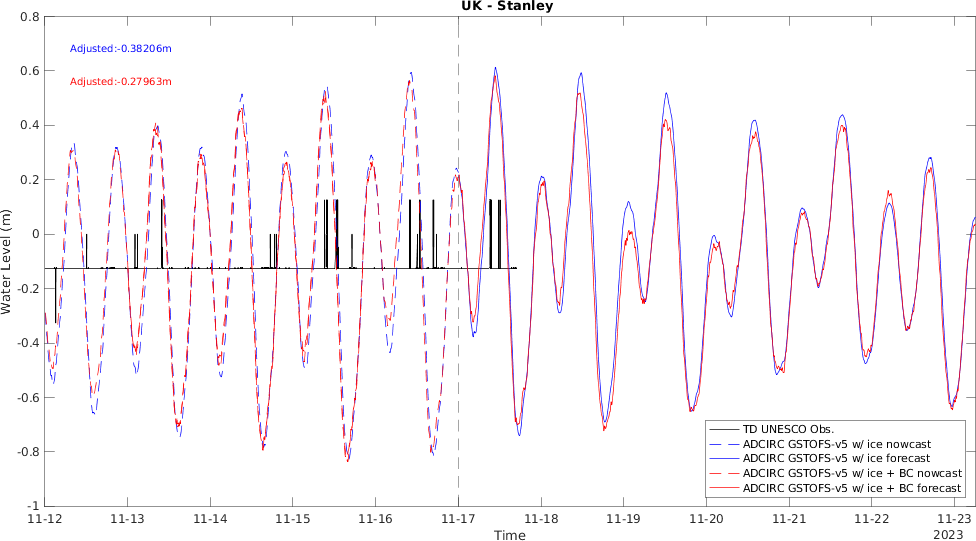 UK - Stanley
0.8
0.6
0.4
0.2
0
-0.2
-0.4
-0.6
-0.8
-1
Water Level (m)
Adjusted:-0.38206m
Adjusted:-0.27963m
TD UNESCO Obs.
ADCIRC GSTOFS-v5 w/ ice nowcast
ADCIRC GSTOFS-v5 w/ ice forecast
ADCIRC GSTOFS-v5 w/ ice + BC nowcast
ADCIRC GSTOFS-v5 w/ ice + BC forecast
11-12 11-13 11-14 11-15 11-16 11-17 11-18 11-19 11-20 11-21 11-22 11-23
Time
2023